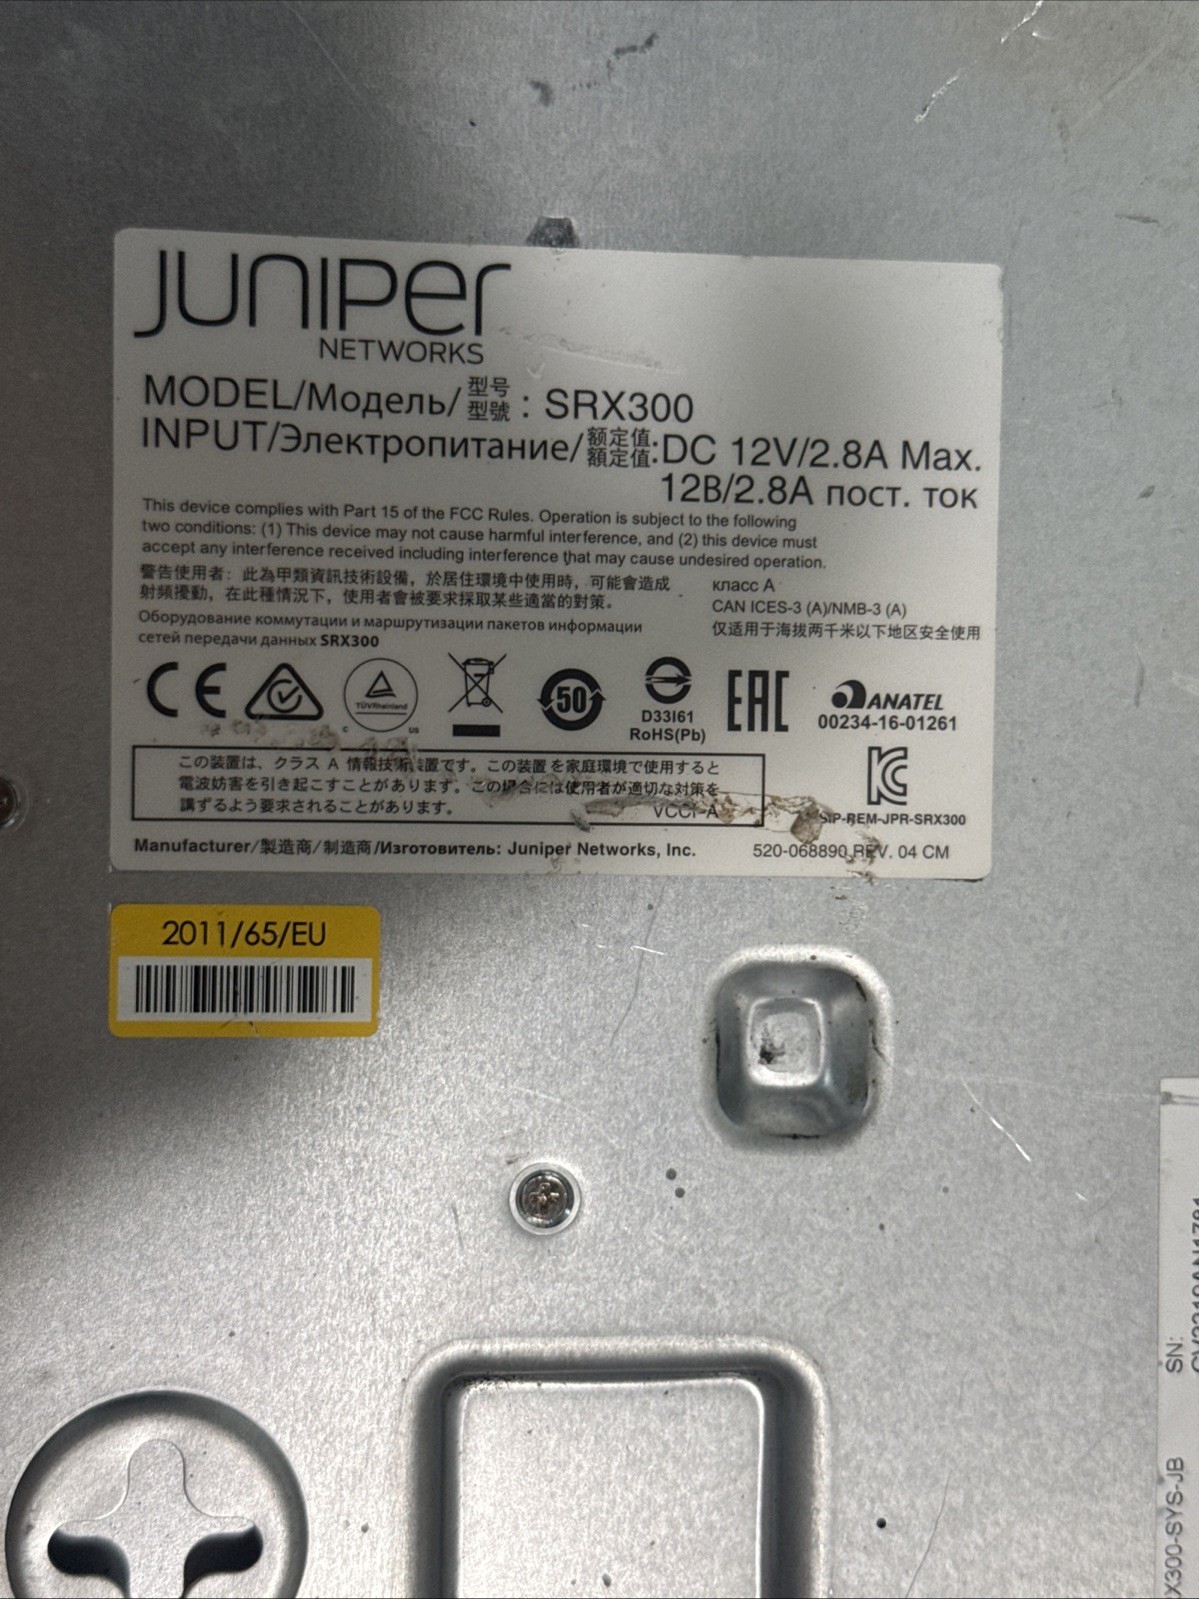 JUNIPEr
NETWORKS
MODEL/Модель/型号 型號 : SRX300
INPUT/Электропитание/额定值 額定值:DC 12V/2.8A Max.
12В/2.8A пост. ток
This device complies with Part 15 of the FCC Rules. Operation is subject to the following
two conditions: (1) This device may not cause harmful interference, and (2) this device must
accept any interference received including interference that may cause undesired operation.
警告使用者: 此為甲類資訊技術設備，於居住環境中使用時，可能會造成
射頻擾動，在此種情況下，使用者會被要求採取某些適當的對策。
класс A
CAN ICES-3 (A)/NMB-3 (A)
仅适用于海拔两千米以下地区安全使用
Оборудование коммутации и маршрутизации пакетов информации
сетей передачи данных SRX300
CE
TÜVRheinland
c us
50
D33I61
RoHS(Pb)
EAC
ANATEL
00234-16-01261
この装置は、クラス A 情報技術装置です。この装置を家庭環境で使用すると
電波妨害を引き起こすことがあります。この場合には使用者が適切な対策を
講ずるよう要求されることがあります。
VCCI-A
SIP-REM-JPR-SRX300
Manufacturer/製造商/制造商/Изготовитель: Juniper Networks, Inc.
520-068890 REV. 04 CM
2011/65/EU
SN:
X300-SYS-JB